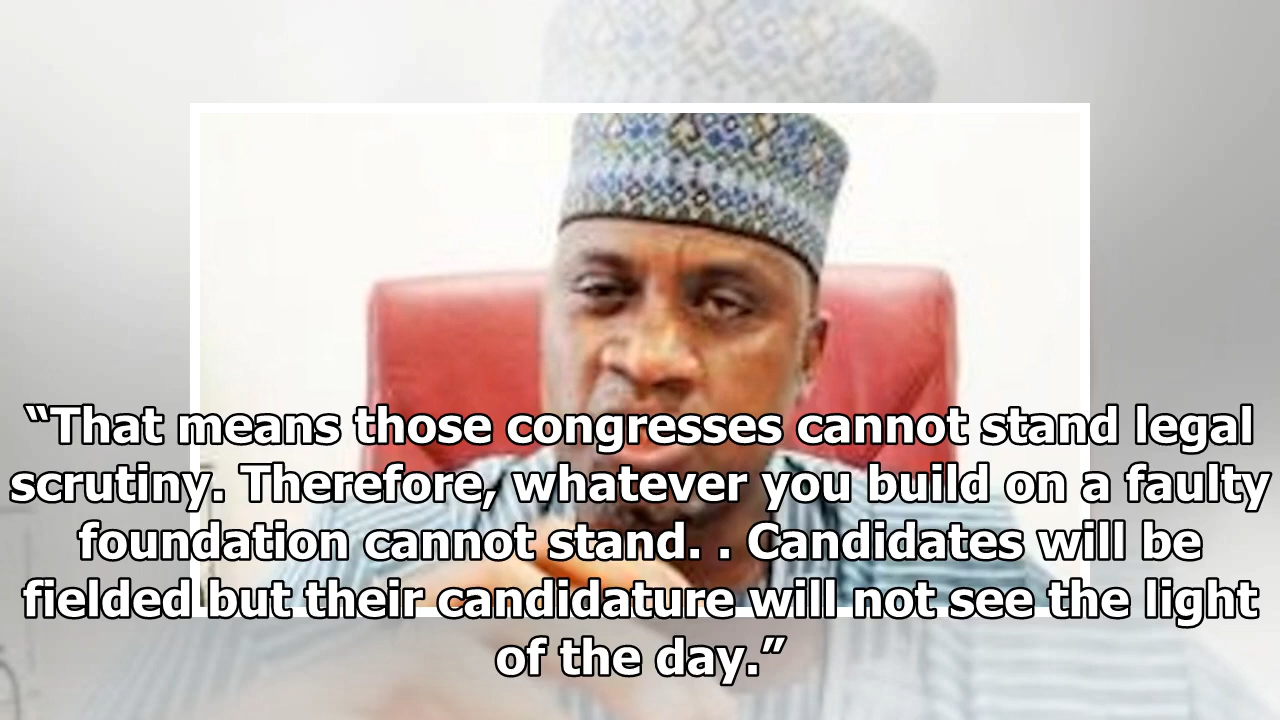 “That means those congresses cannot stand legal
scrutiny. Therefore, whatever you build on a faulty
foundation cannot stand. . Candidates will be
fielded but their candidature will not see the light
of the day.”